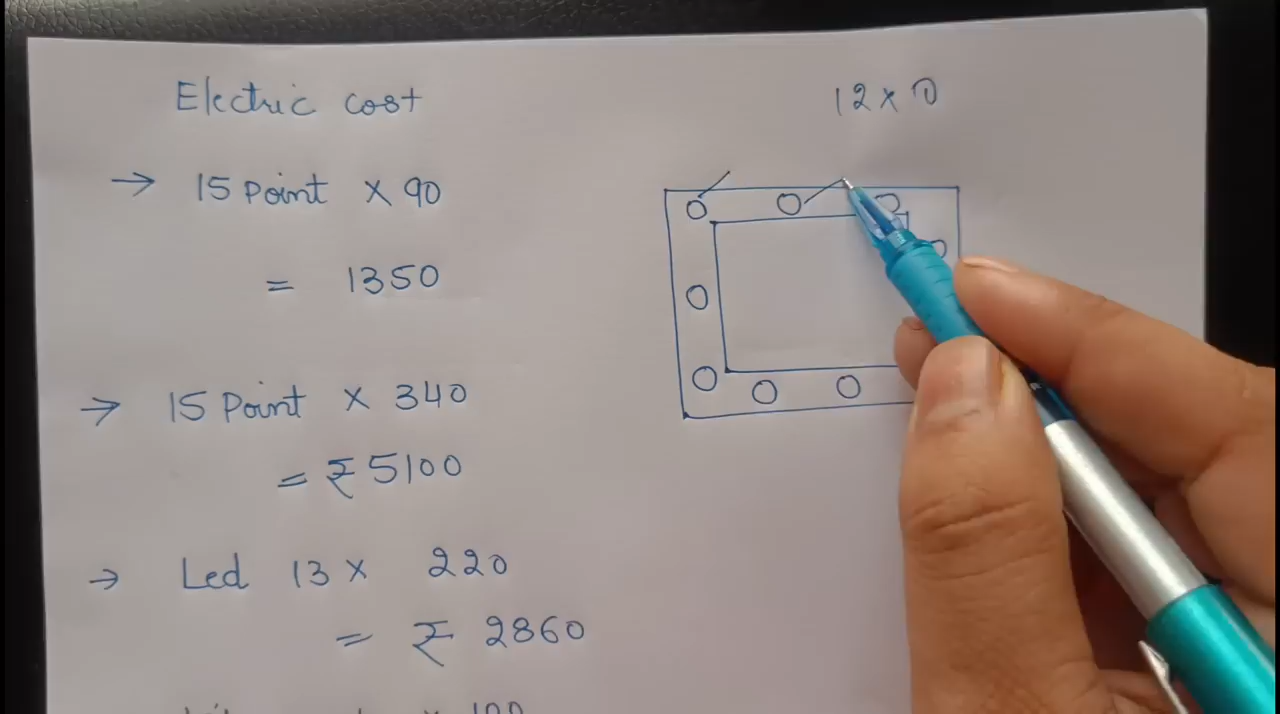 Electric cost
12 x
→ 15 Point x 90
= 1350
→ 15 Point x 340
= ₹ 5100
→ Led 13 x 220
= ₹ 2860